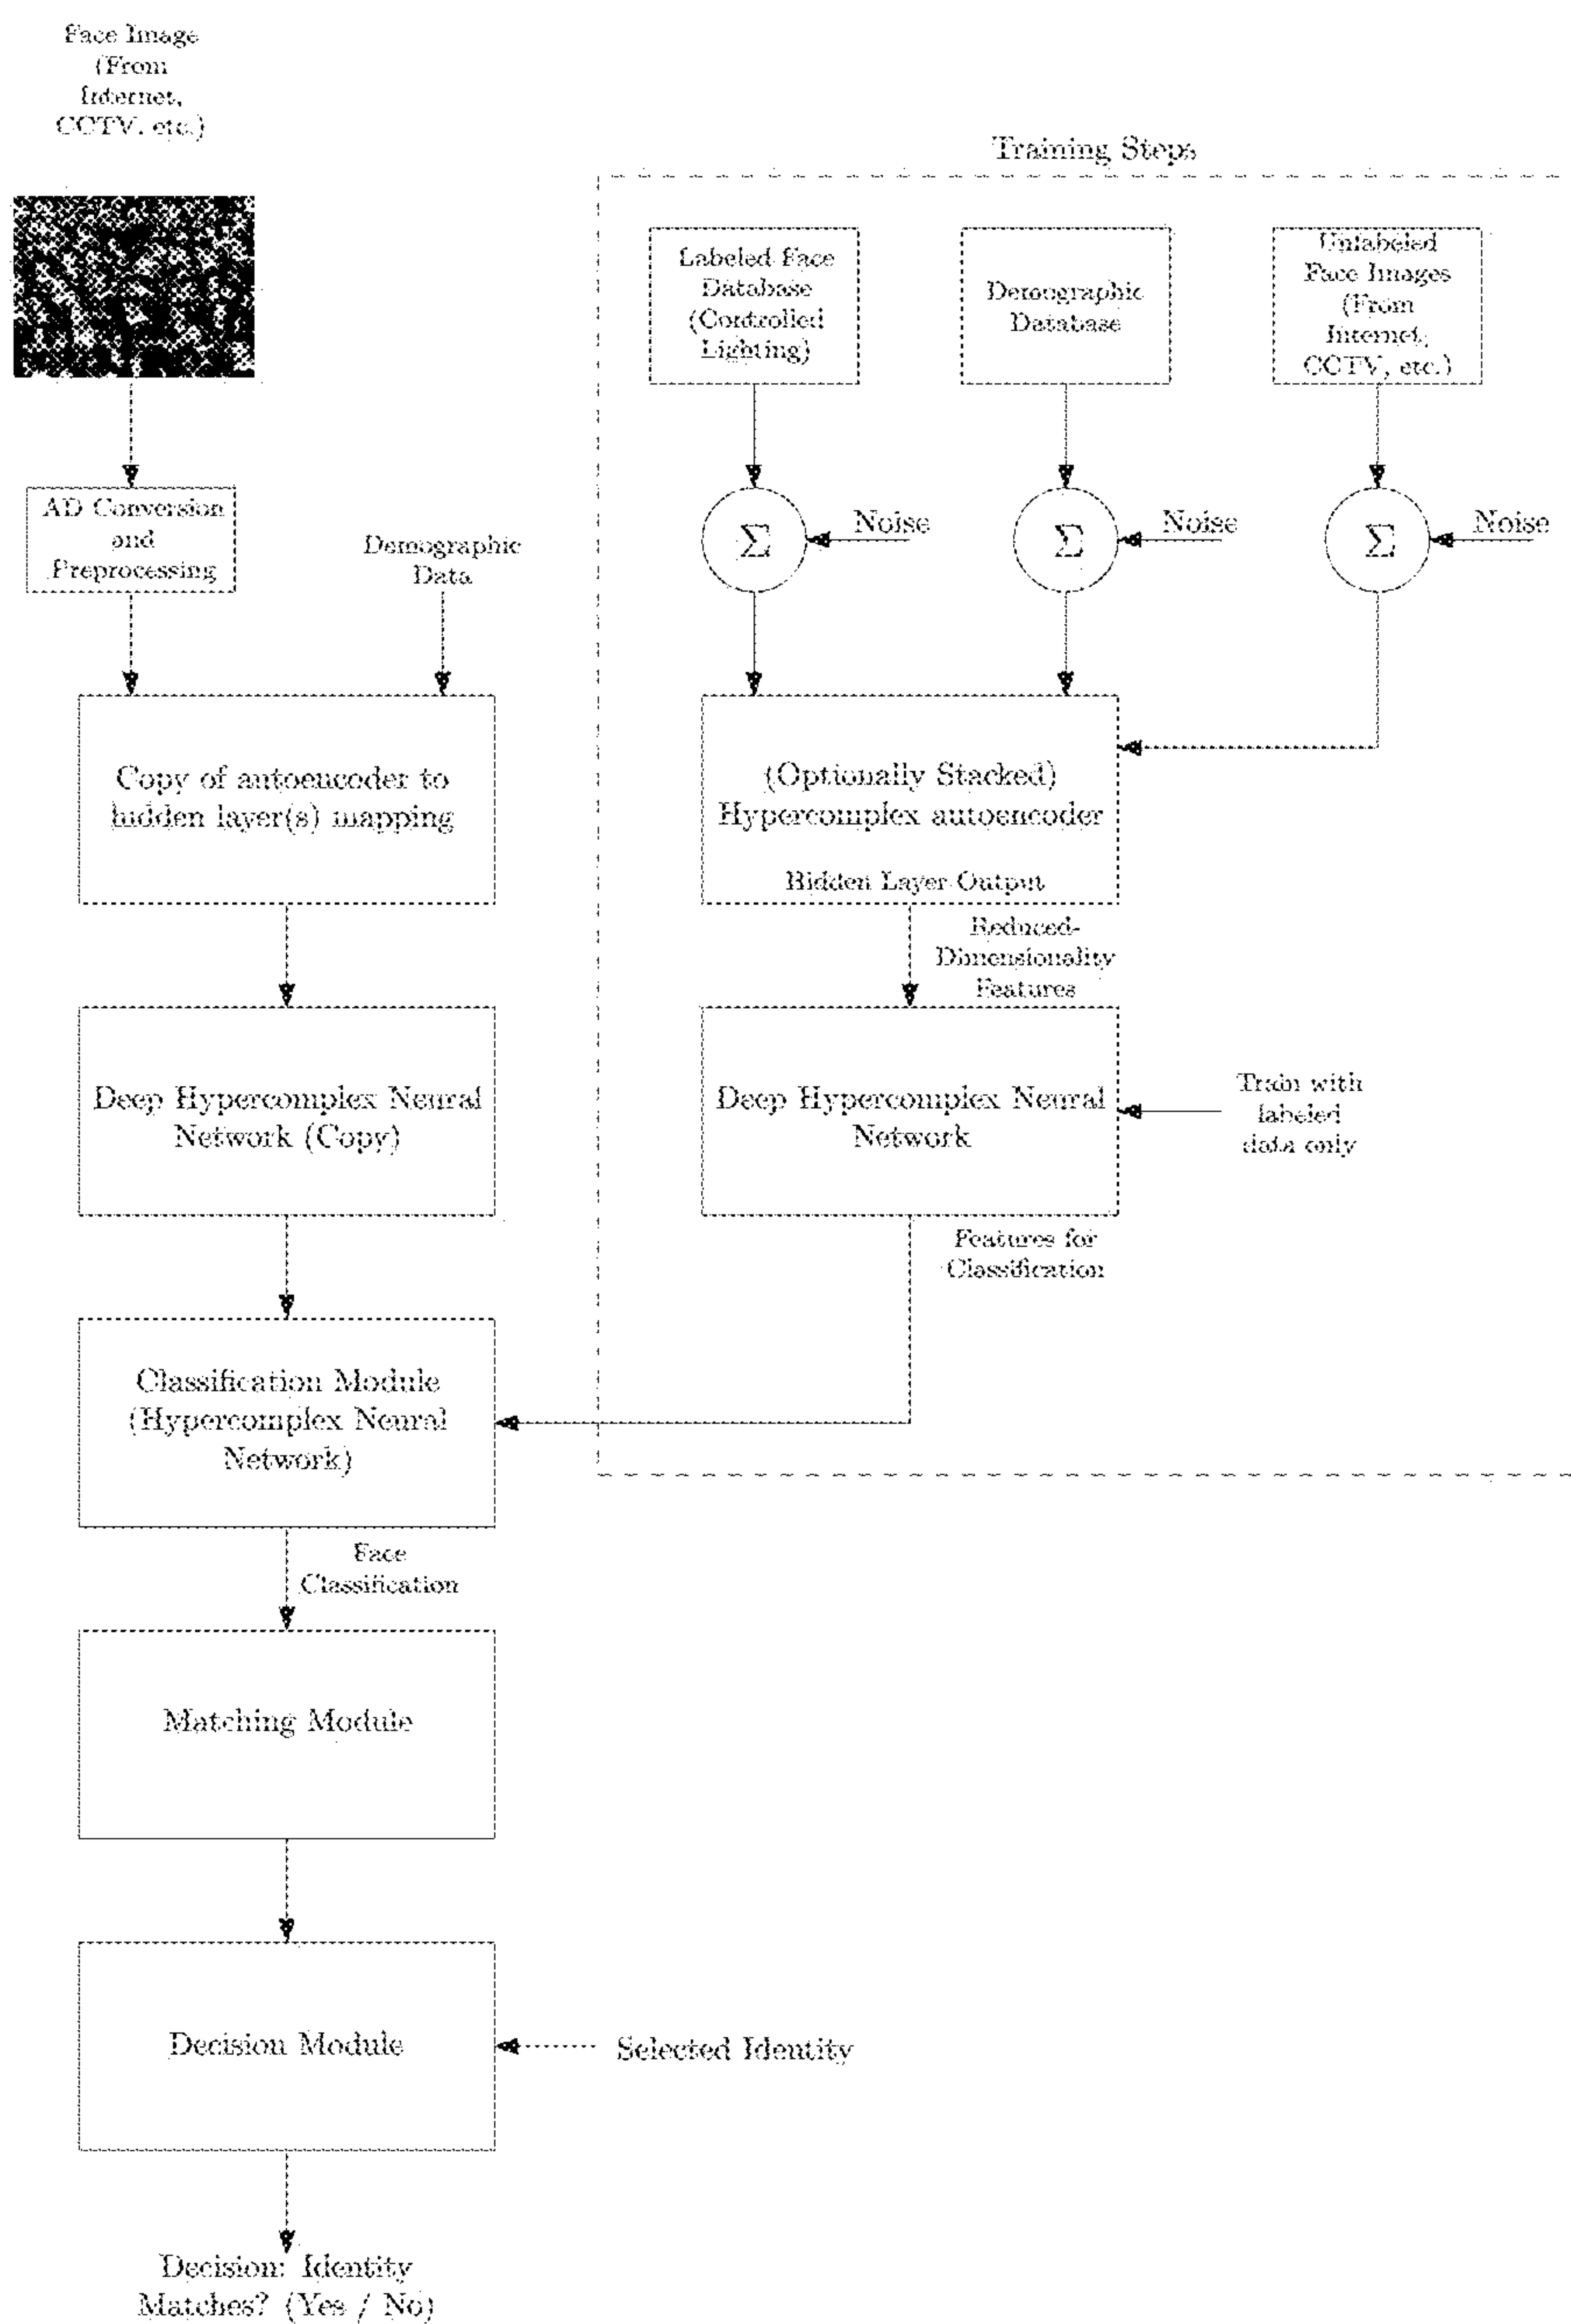 Face Image
(From
Internet,
CCTV, etc.)
Training Steps
Labeled Face
Database
(Controlled
Lighting)
Demographic
Database
Unlabeled
Face Images
(From
Internet,
CCTV, etc.)
AD Conversion
and
Preprocessing
Demographic
Data
Σ
Noise
Σ
Noise
Σ
Noise
Copy of autoencoder to
hidden layer(s) mapping
(Optionally Stacked)
Hypercomplex autoencoder
Hidden Layer Output
Reduced-
Dimensionality
Features
Deep Hypercomplex Neural
Network (Copy)
Deep Hypercomplex Neural
Network
Train with
labeled
data only
Features for
Classification
Classification Module
(Hypercomplex Neural
Network)
Face
Classification
Matching Module
Decision Module
Selected Identity
Decision: Identity
Matches? (Yes / No)